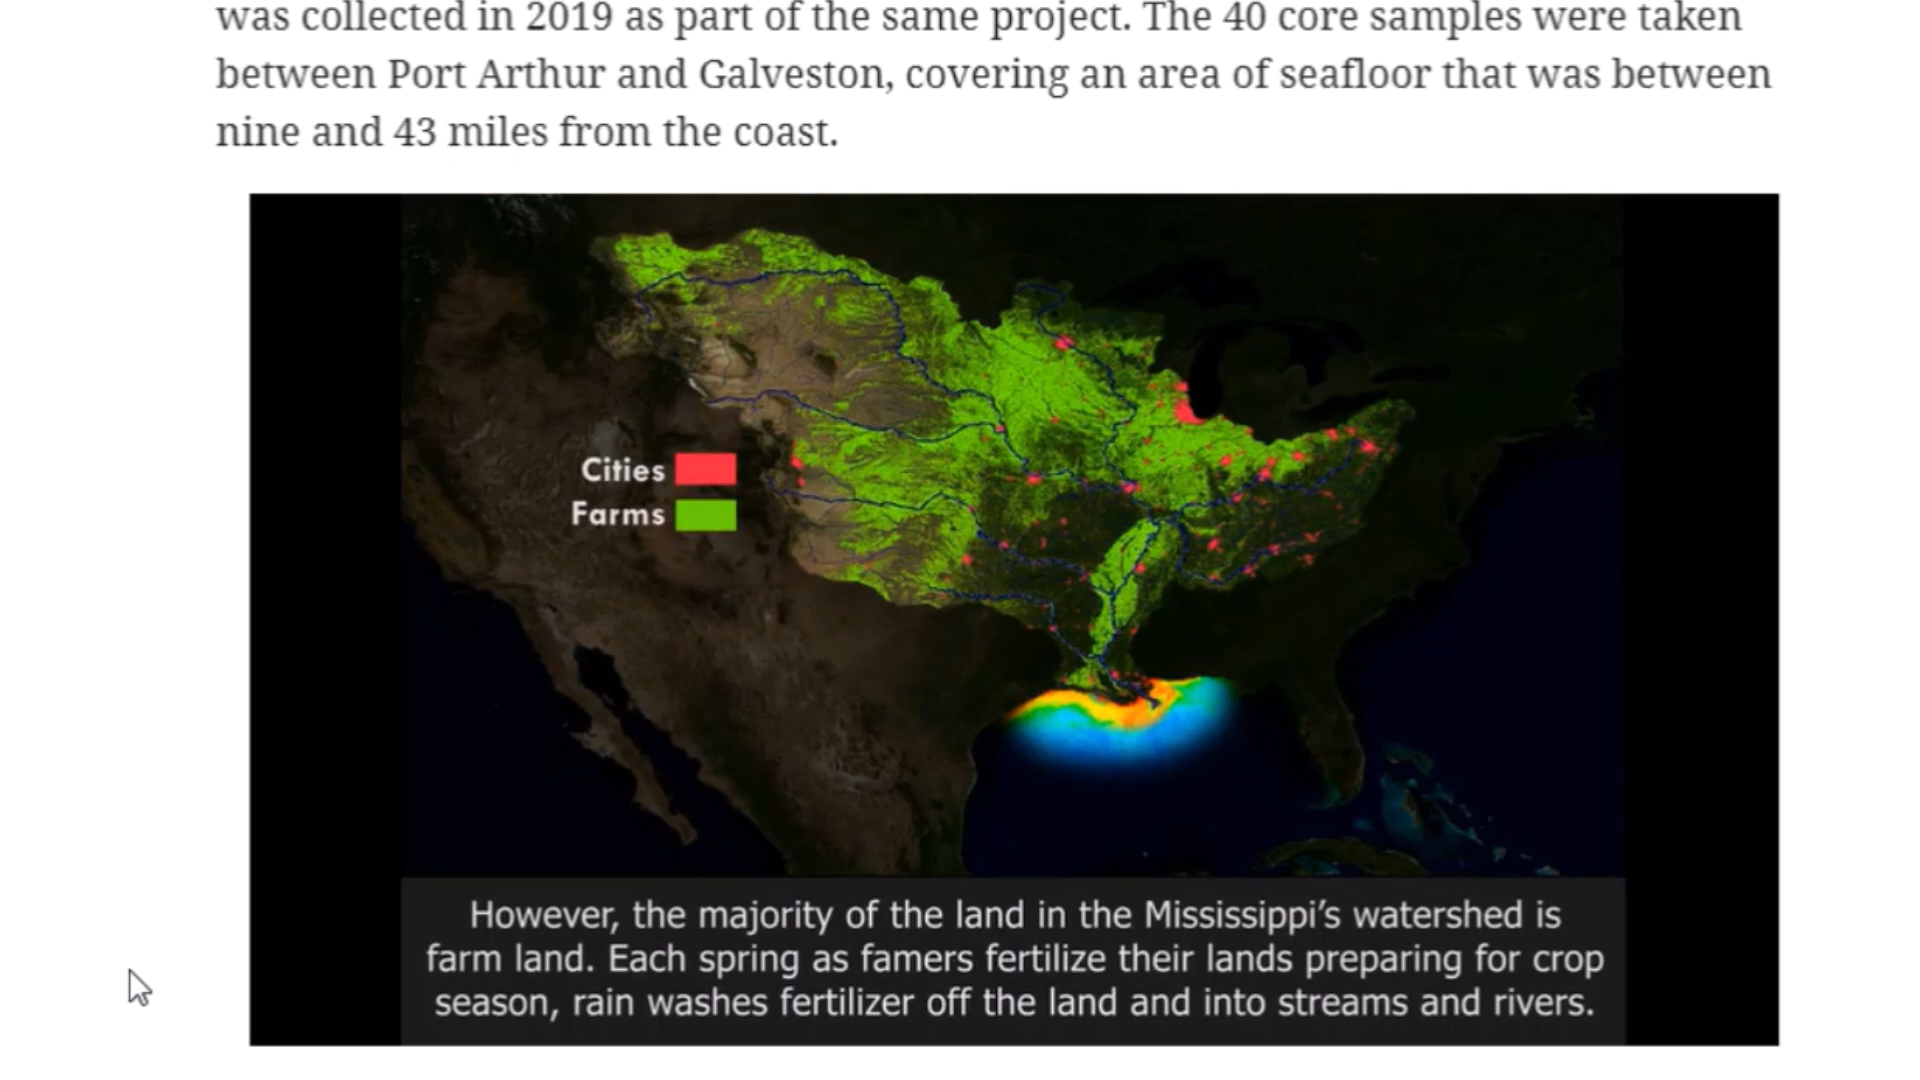 was collected in 2019 as part of the same project. The 40 core samples were taken
between Port Arthur and Galveston, covering an area of seafloor that was between
nine and 43 miles from the coast.
Cities
Farms
However, the majority of the land in the Mississippi’s watershed is
farm land. Each spring as famers fertilize their lands preparing for crop
season, rain washes fertilizer off the land and into streams and rivers.